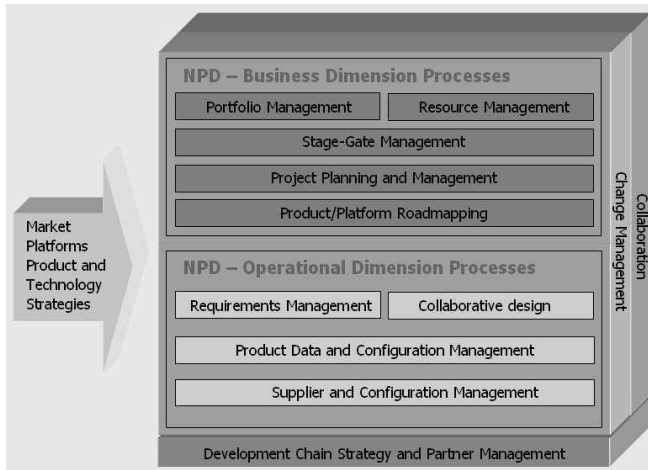 NPD – Business Dimension Processes
Portfolio Management
Resource Management
Stage-Gate Management
Project Planning and Management
Product/Platform Roadmapping
Market
Platforms
Product and
Technology
Strategies
NPD – Operational Dimension Processes
Requirements Management
Collaborative design
Product Data and Configuration Management
Supplier and Configuration Management
Change Management
Collaboration
Development Chain Strategy and Partner Management